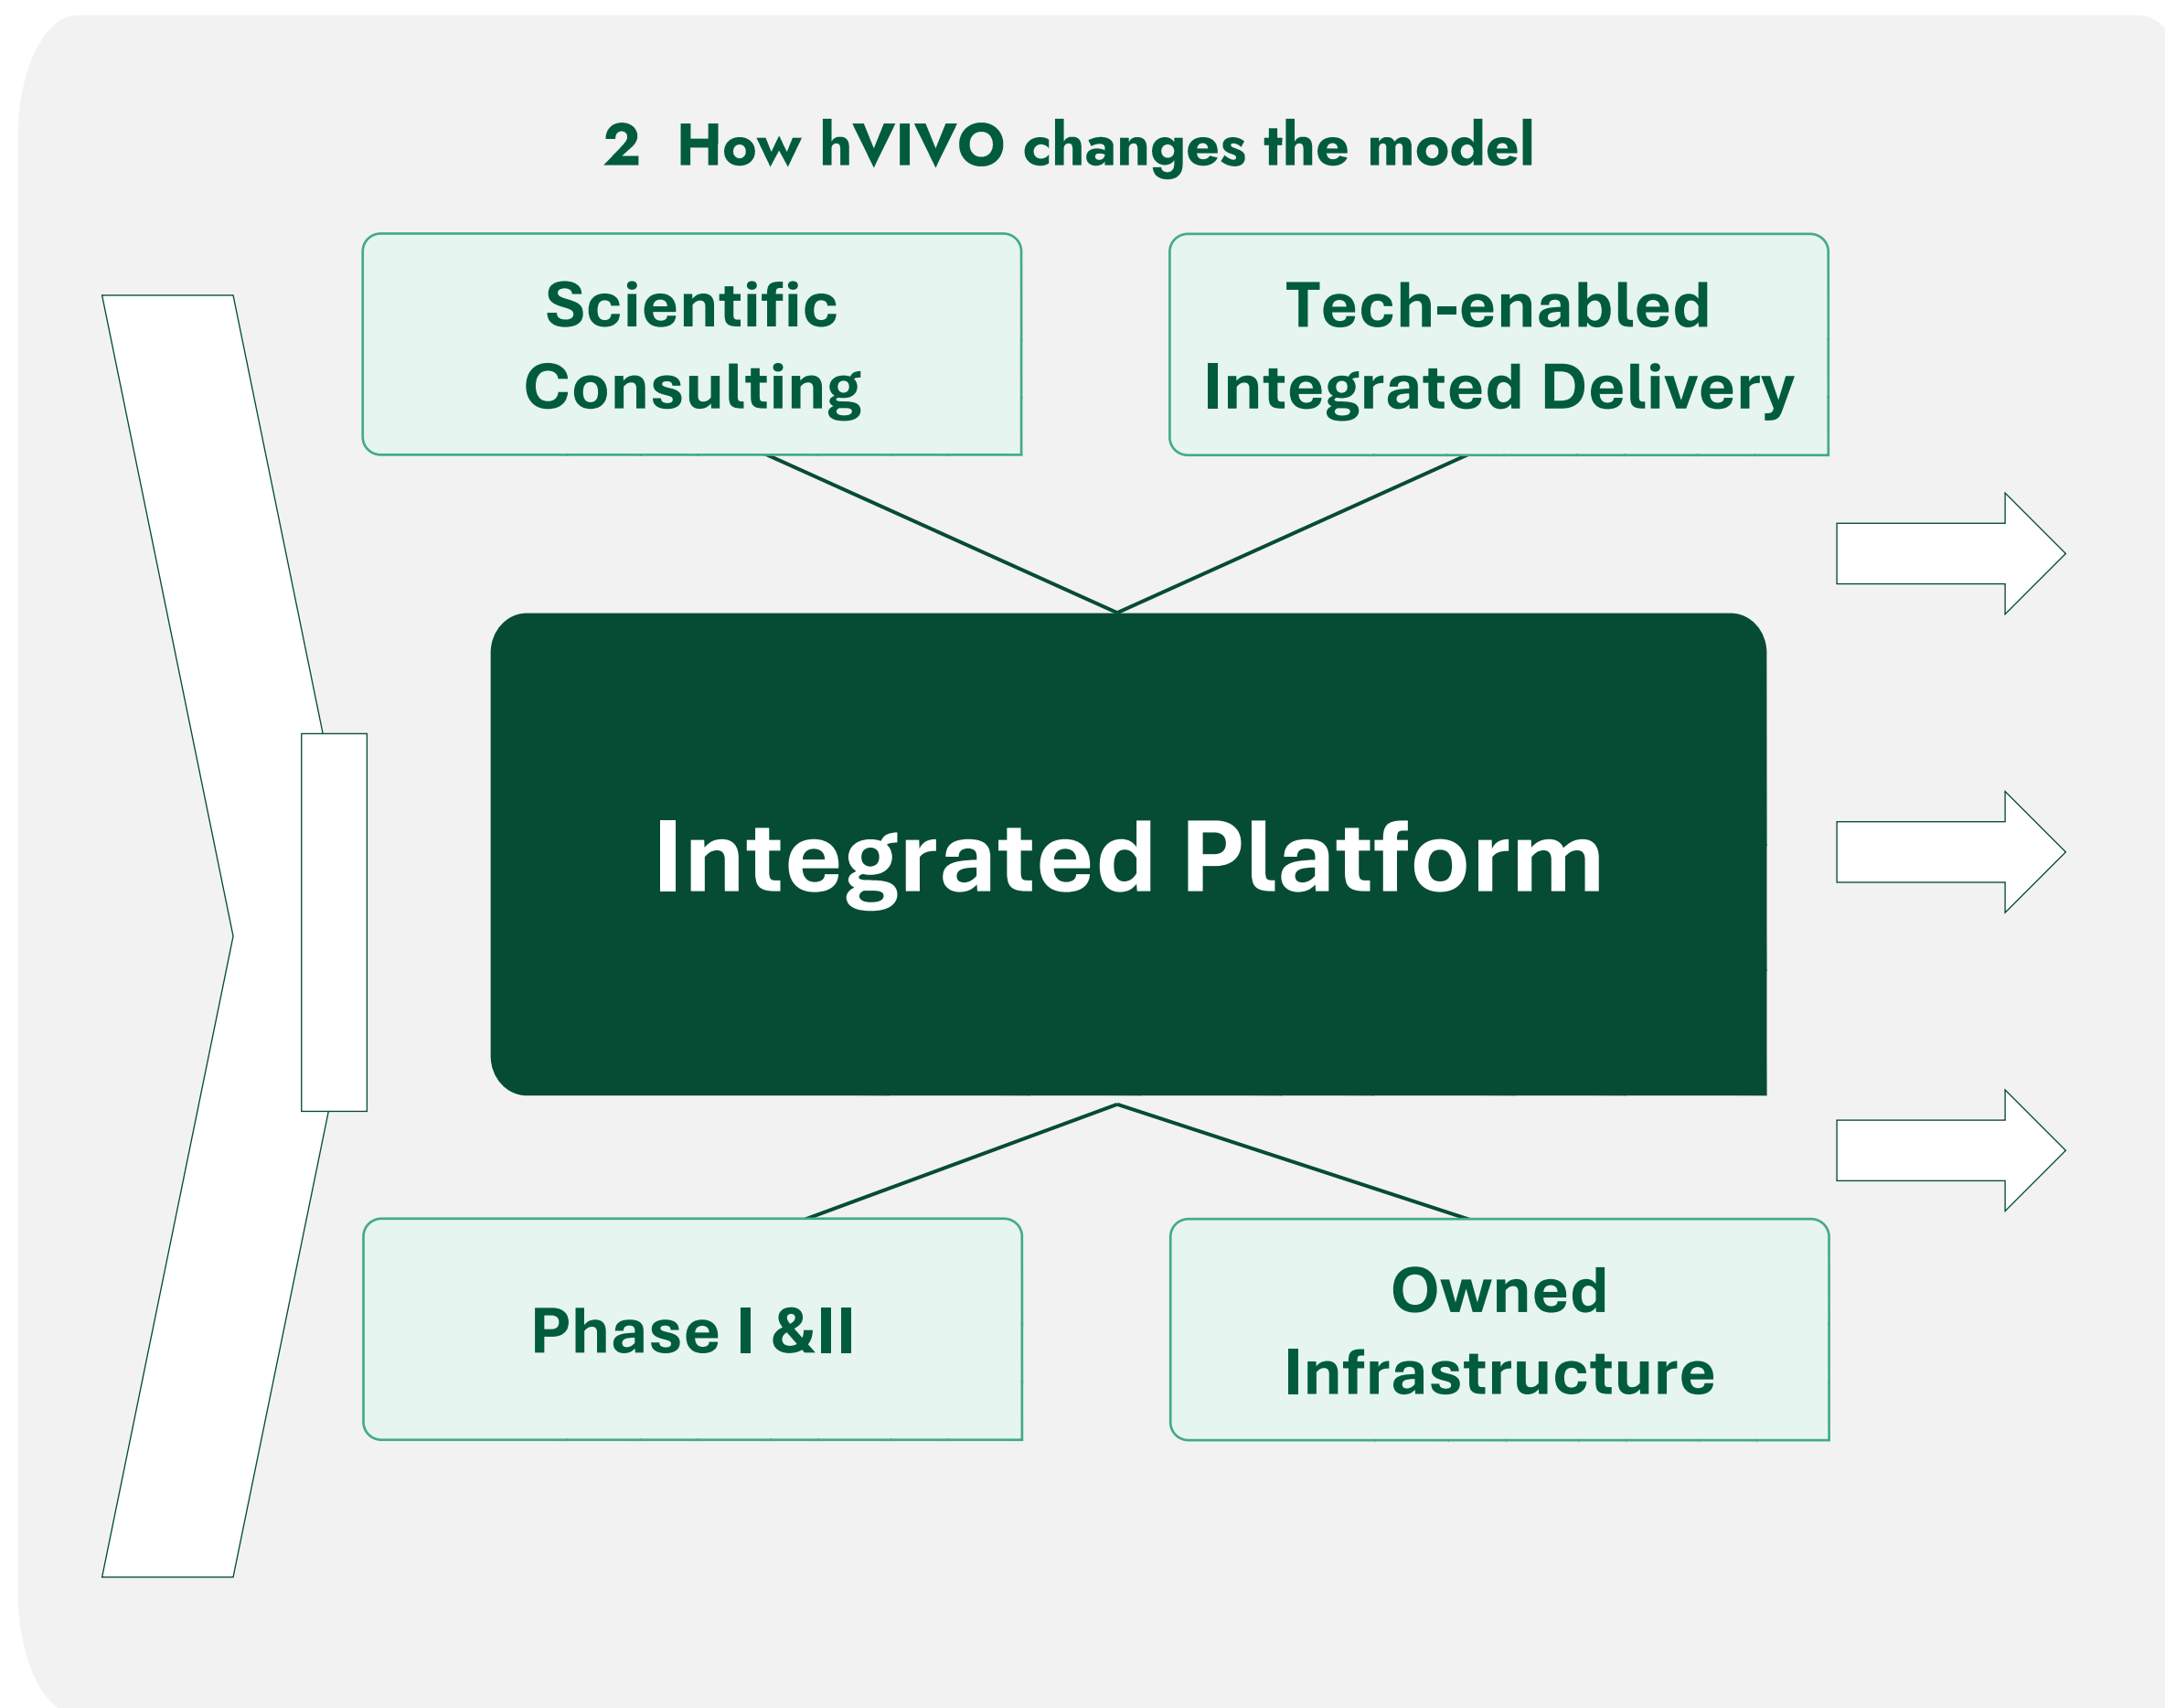 2 How hVIVO changes the model
Scientific
Consulting
Tech-enabled
Integrated Delivery
Integrated Platform
Phase I &II
Owned
Infrastructure